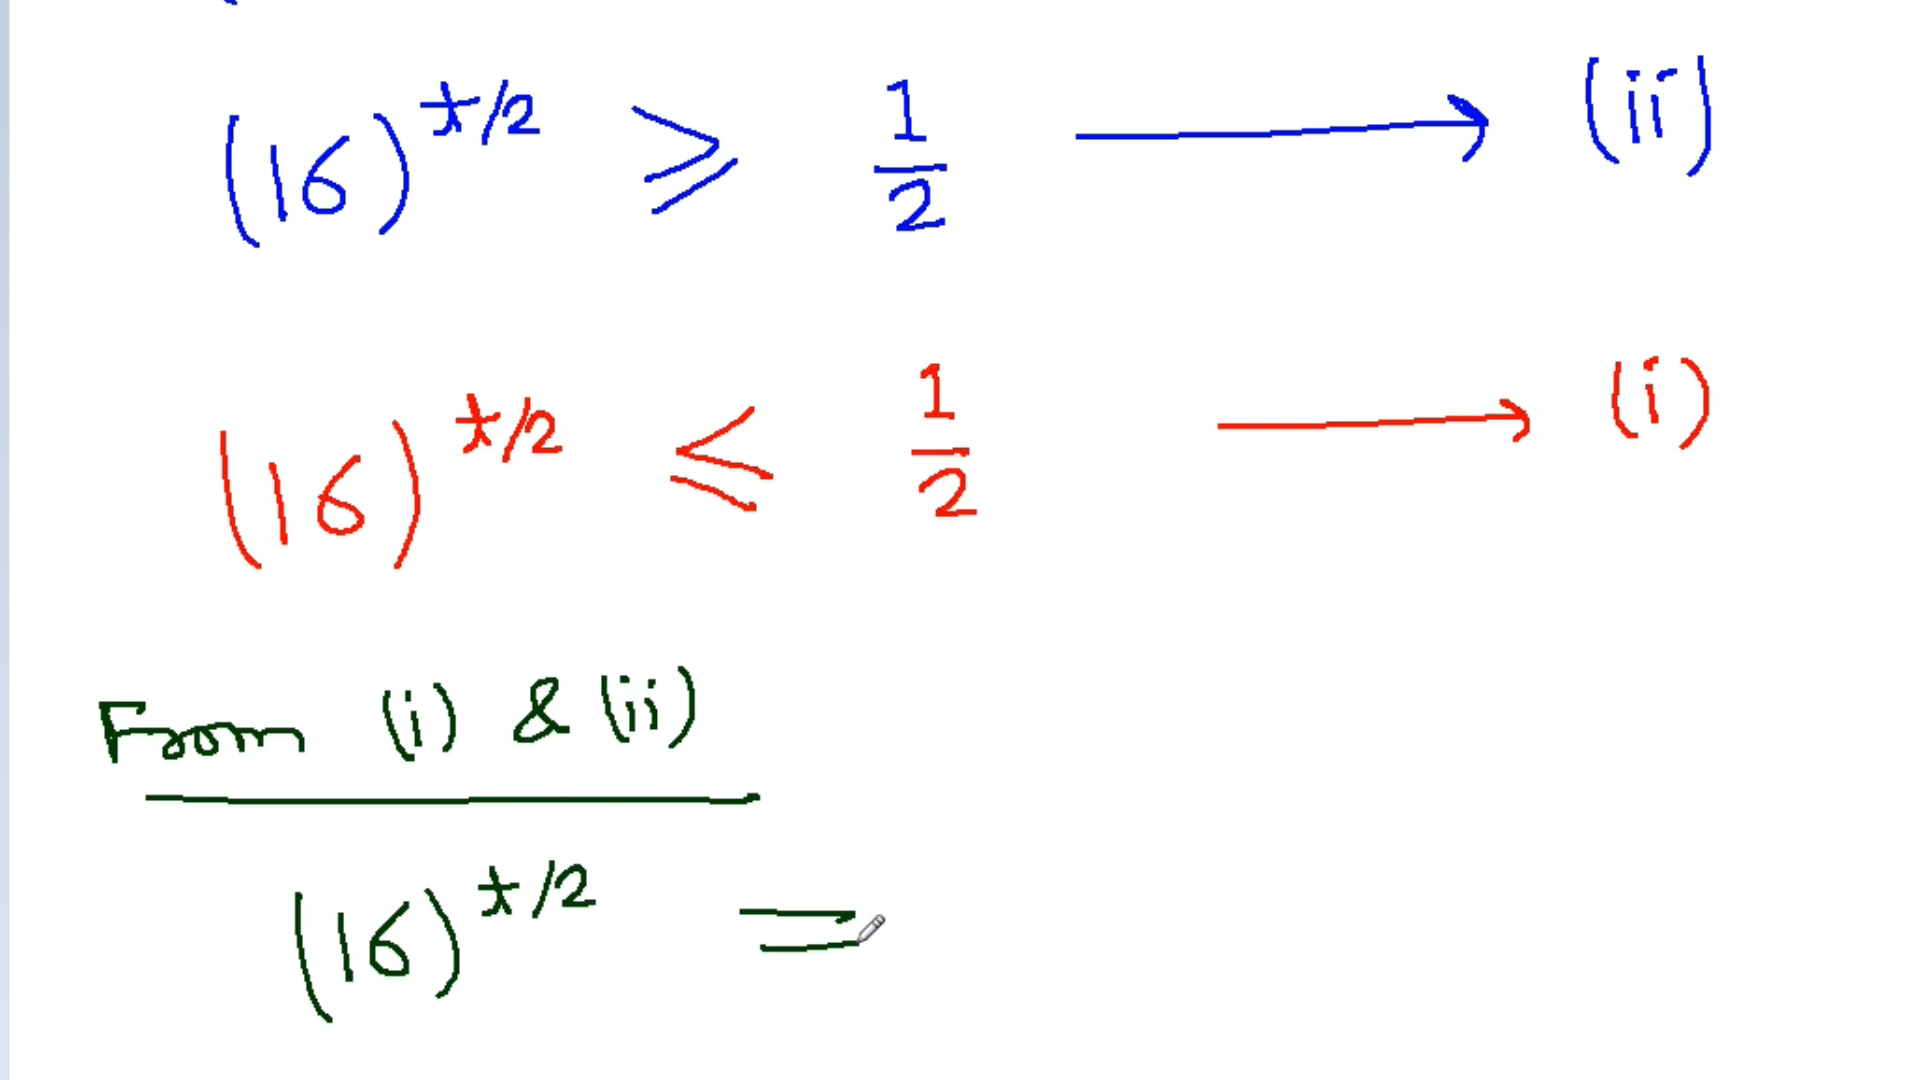 (16)^{t/2} ≥ 1/2 ⟶ (ii)
(16)^{t/2} ≤ 1/2 ⟶ (i)
From (i) & (ii)
(16)^{t/2} =